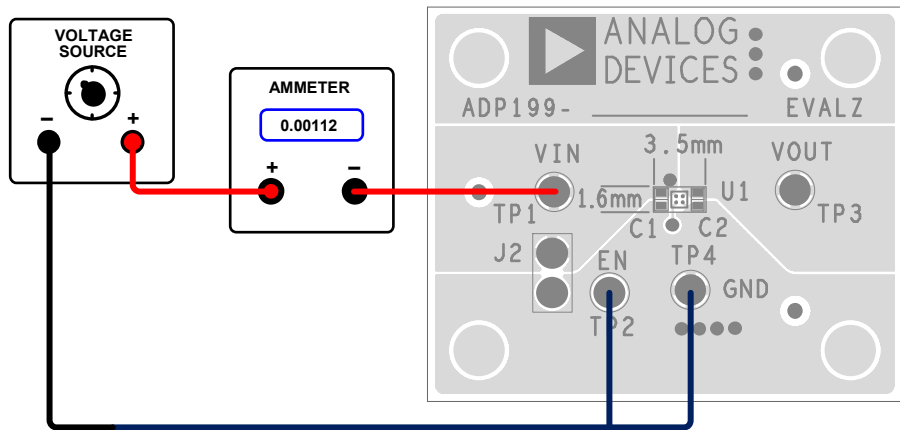 VOLTAGE
SOURCE
− +
AMMETER
0.00112
+ −
ANALOG
DEVICES
ADP199-
EVALZ
VIN
3.5mm
VOUT
1.6mm
U1
TP1
TP3
C1
C2
J2
EN
TP4
GND
TP2